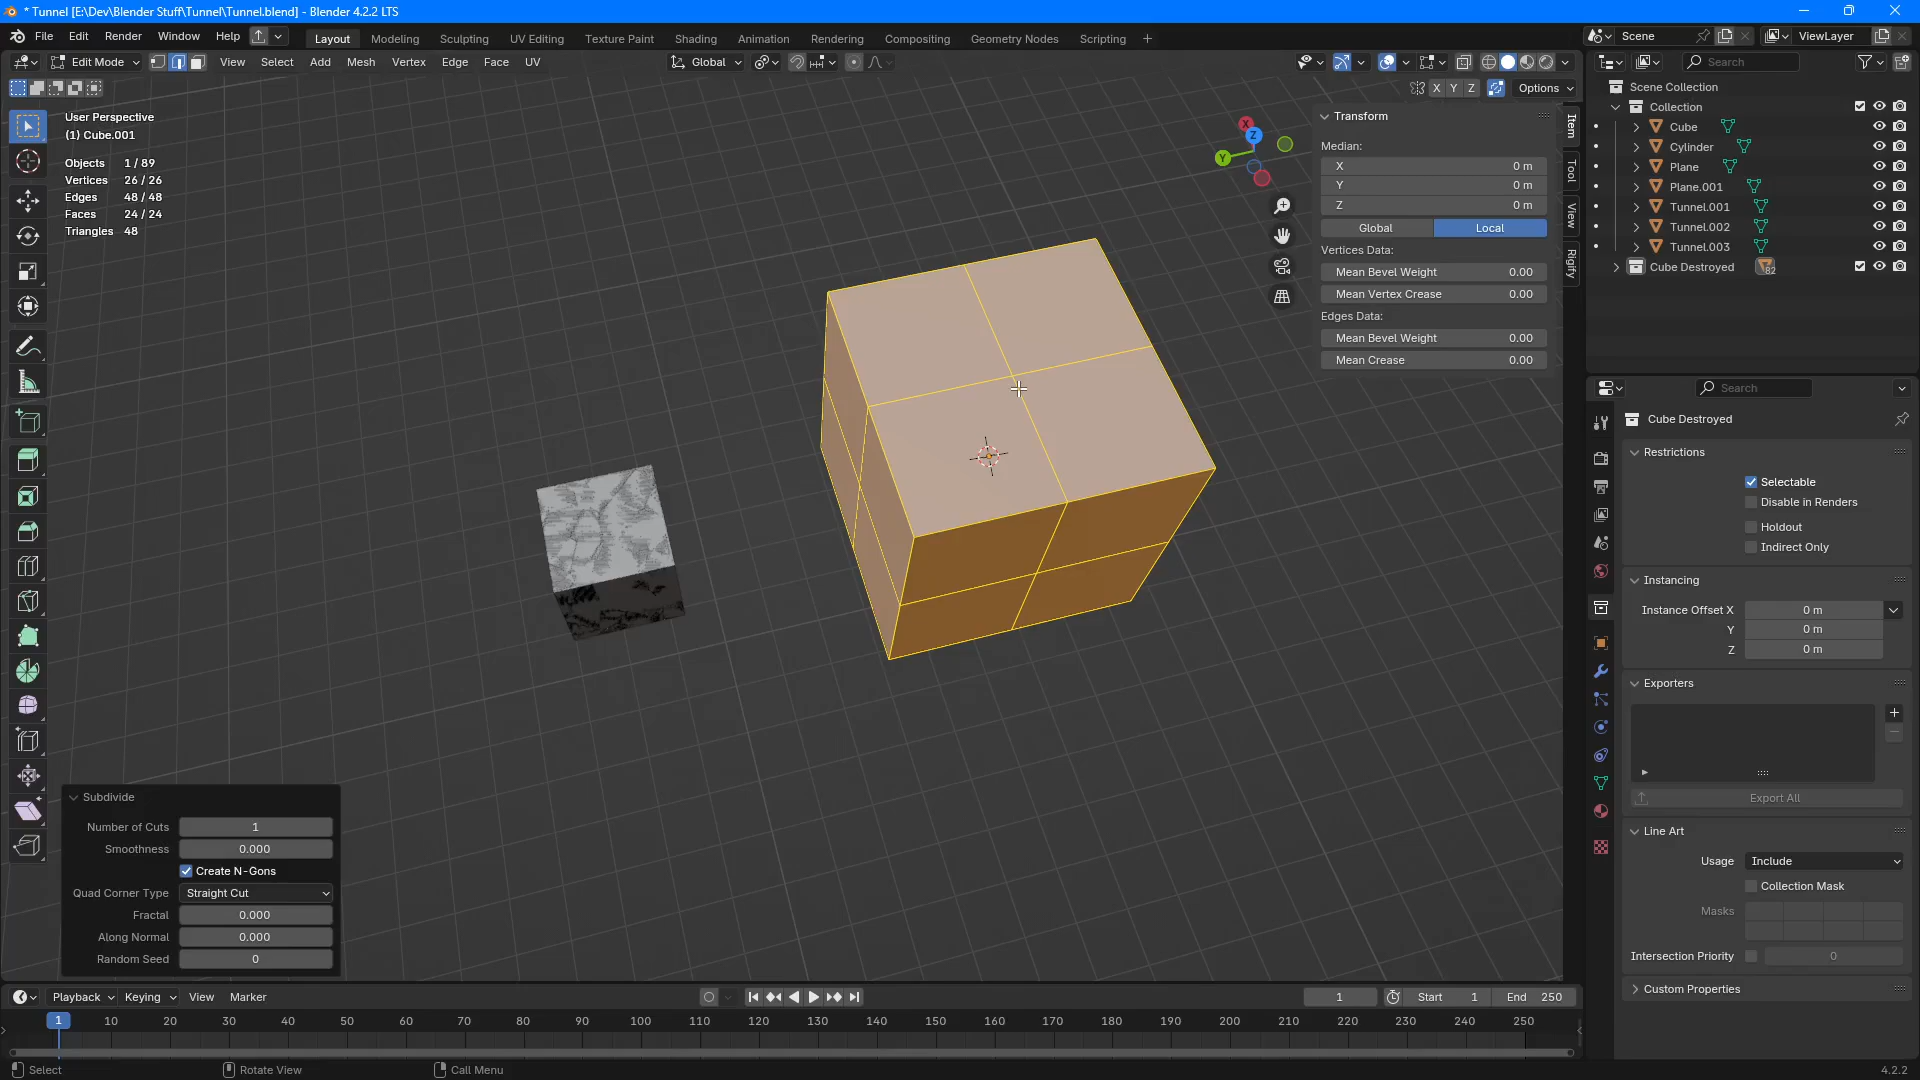 * Tunnel [E:\Dev\Blender Stuff\Tunnel\Tunnel.blend] - Blender 4.2.2 LTS
File Edit Render Window Help Layout Modeling Sculpting UV Editing Texture Paint Shading Animation Rendering Compositing Geometry Nodes Scripting + Scene ViewLayer
Edit Mode View Select Add Mesh Vertex Edge Face UV Global Search
X Y Z Options
User Perspective
(1) Cube.001
Objects 1 / 89
Vertices 26 / 26
Edges 48 / 48
Faces 24 / 24
Triangles 48
X
Y
Z
Transform
Median:
X 0 m
Y 0 m
Z 0 m
Global Local
Vertices Data:
Mean Bevel Weight 0.00
Mean Vertex Crease 0.00
Edges Data:
Mean Bevel Weight 0.00
Mean Crease 0.00
Item
Tool
View
Rigify
Scene Collection
Collection
Cube
Cylinder
Plane
Plane.001
Tunnel.001
Tunnel.002
Tunnel.003
Cube Destroyed 82
Search
Cube Destroyed
Restrictions
Selectable
Disable in Renders
Holdout
Indirect Only
Instancing
Instance Offset X 0 m
Y 0 m
Z 0 m
Exporters
Export All
Line Art
Usage Include
Collection Mask
Masks
Intersection Priority 0
Custom Properties
Subdivide
Number of Cuts 1
Smoothness 0.000
Create N-Gons
Quad Corner Type Straight Cut
Fractal 0.000
Along Normal 0.000
Random Seed 0
Playback Keying View Marker 1 Start 1 End 250
1 10 20 30 40 50 60 70 80 90 100 110 120 130 140 150 160 170 180 190 200 210 220 230 240 250
Select Rotate View Call Menu 4.2.2